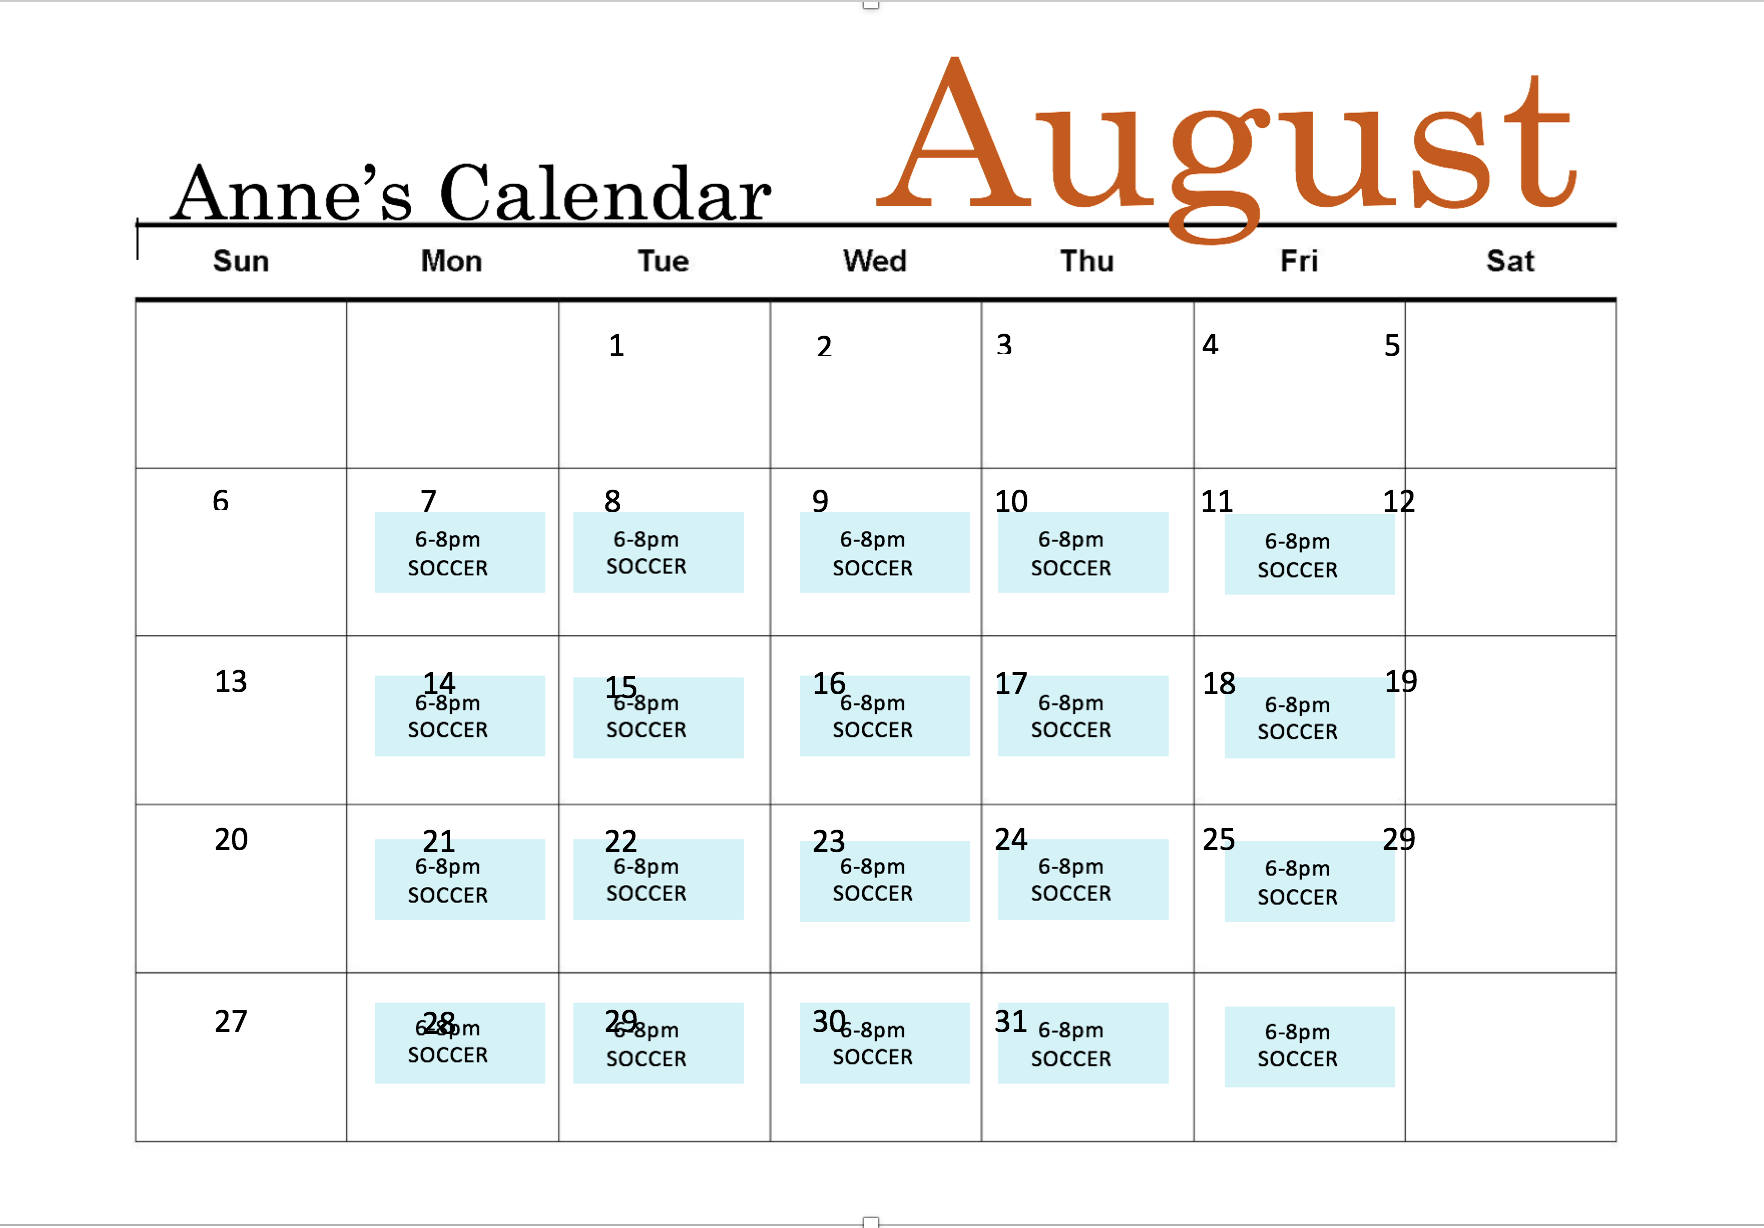 August
Anne’s Calendar
Sun Mon Tue Wed Thu Fri Sat
1 2 3 4 5
6 7 8 9 10 11 12
6-8pm 6-8pm 6-8pm 6-8pm 6-8pm
SOCCER SOCCER SOCCER SOCCER SOCCER
13 14 15 16 17 18 19
6-8pm 6-8pm 6-8pm 6-8pm 6-8pm
SOCCER SOCCER SOCCER SOCCER SOCCER
20 21 22 23 24 25 29
6-8pm 6-8pm 6-8pm 6-8pm 6-8pm
SOCCER SOCCER SOCCER SOCCER SOCCER
27 28 29 30 31
6-8pm 6-8pm 6-8pm 6-8pm 6-8pm
SOCCER SOCCER SOCCER SOCCER SOCCER